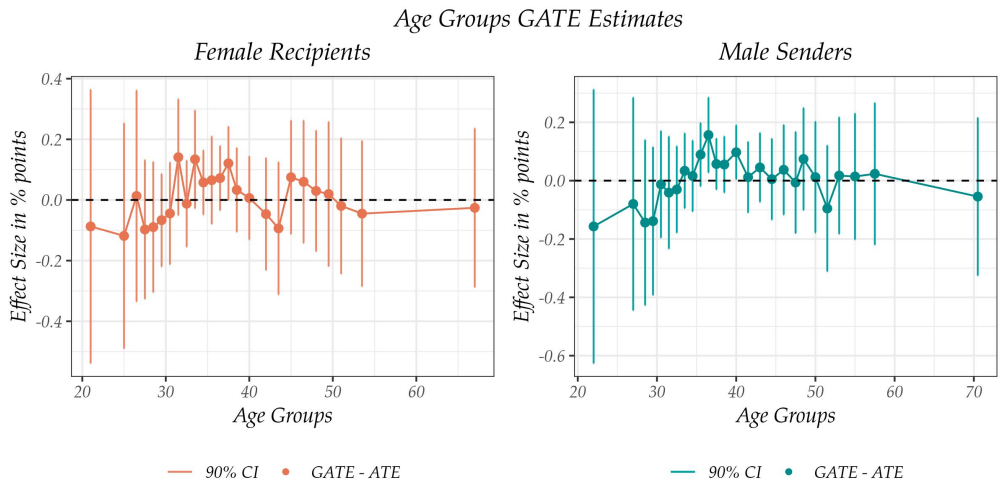 Age Groups GATE Estimates
Female Recipients
Male Senders
Effect Size in % points
0.4
0.2
0.0
-0.2
-0.4
20 30 40 50 60
Age Groups
90% CI GATE - ATE
Effect Size in % points
0.2
0.0
-0.2
-0.4
-0.6
20 30 40 50 60 70
Age Groups
90% CI GATE - ATE